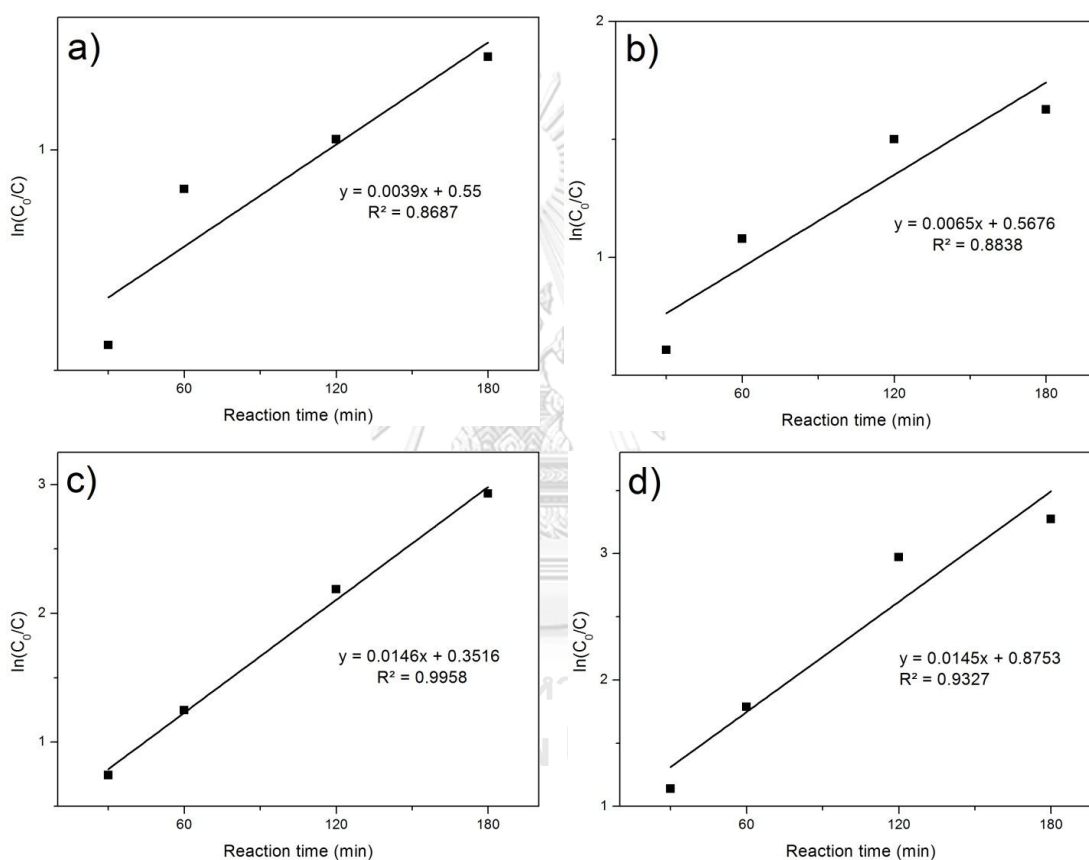 a)
1
ln(C₀/C)
y = 0.0039x + 0.55
R² = 0.8687
60 120 180
Reaction time (min)
b)
2
1
ln(C₀/C)
y = 0.0065x + 0.5676
R² = 0.8838
60 120 180
Reaction time (min)
c)
3
2
1
ln(C₀/C)
y = 0.0146x + 0.3516
R² = 0.9958
60 120 180
Reaction time (min)
d)
3
2
1
ln(C₀/C)
y = 0.0145x + 0.8753
R² = 0.9327
60 120 180
Reaction time (min)